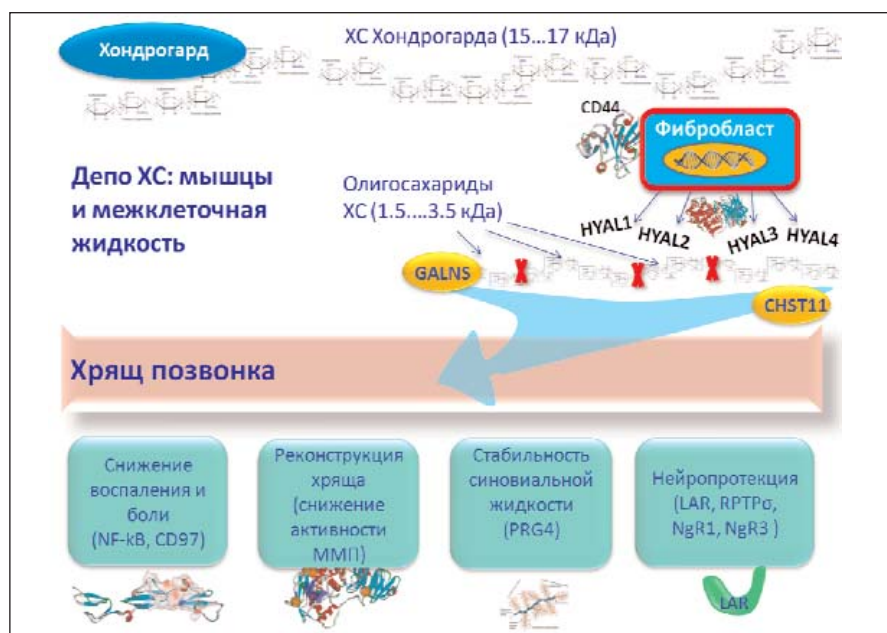 Хондрогард
ХС Хондрогарда (15...17 кДа)
CD44
Фибробласт
Депо ХС: мышцы
и межклеточная
жидкость
Олигосахариды
ХС (1.5....3.5 кДа)
HYAL1
HYAL2
HYAL3
HYAL4
GALNS
X
X
X
CHST11
Хрящ позвонка
Снижение
воспаления и
боли
(NF-kB, CD97)
Реконструкция
хряща
(снижение
активности
ММП)
Стабильность
синовиальной
жидкости
(PRG4)
Нейропротекция
(LAR, RPTPσ,
NgR1, NgR3 )
LAR